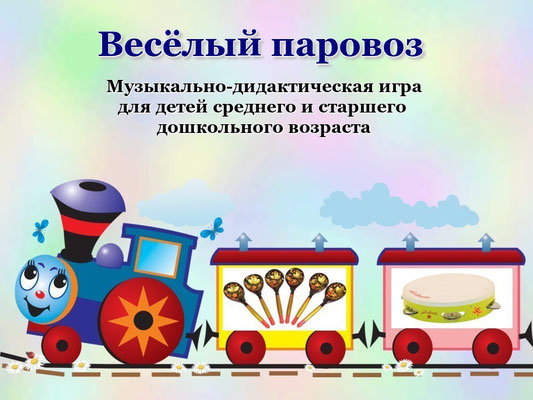 Весёлый паровоз
Музыкально-дидактическая игра
для детей среднего и старшего
дошкольного возраста